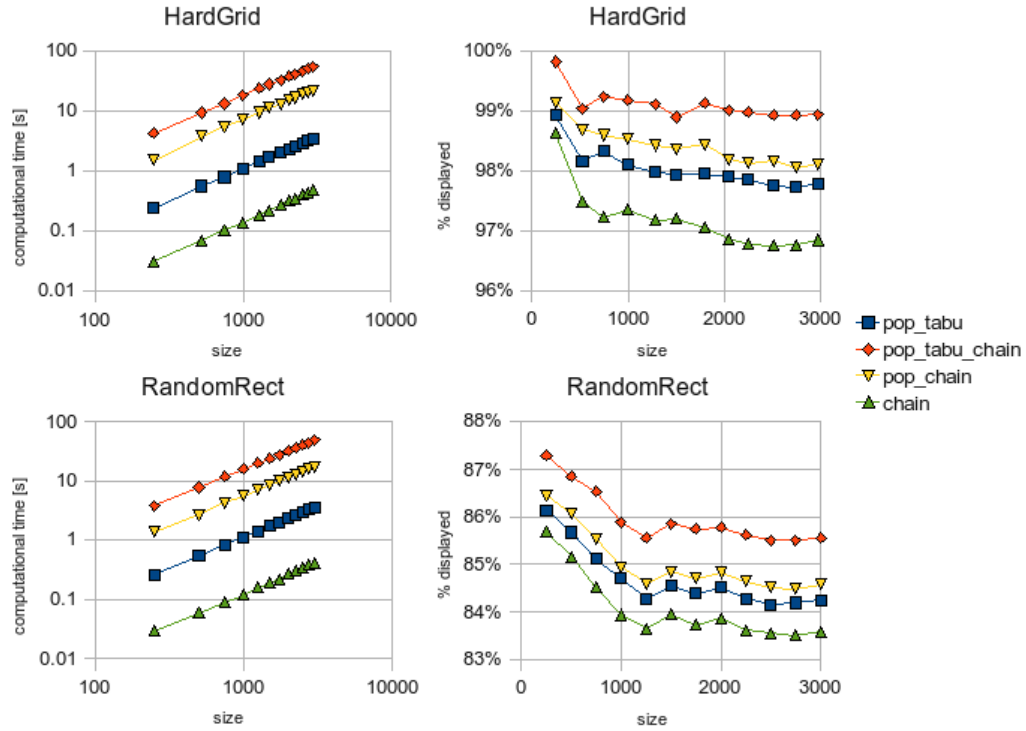 HardGrid
computational time [s]
100
10
1
0.1
0.01
100
1000
10000
size
HardGrid
% displayed
100%
99%
98%
97%
96%
0
1000
2000
3000
size
pop_tabu
pop_tabu_chain
pop_chain
chain
RandomRect
computational time [s]
100
10
1
0.1
0.01
100
1000
10000
size
RandomRect
% displayed
88%
87%
86%
85%
84%
83%
0
1000
2000
3000
size